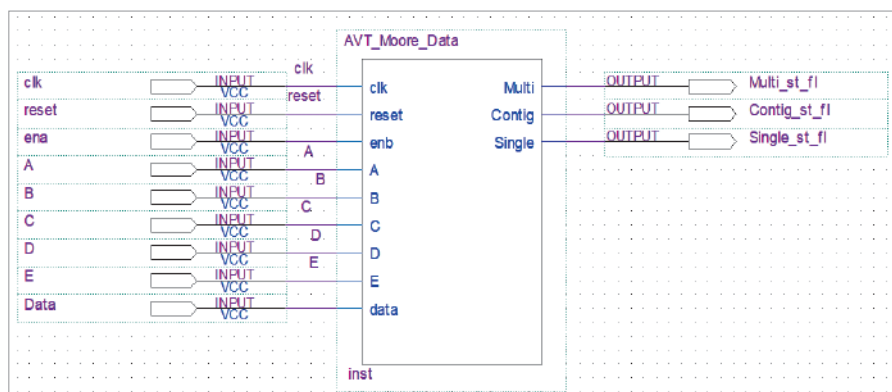 AVT_Moore_Data
clk INPUT VCC clk clk Multi OUTPUT Multi_st_fl
reset INPUT VCC reset reset Contig OUTPUT Contig_st_fl
ena INPUT VCC enb Single OUTPUT Single_st_fl
A INPUT VCC A A
B INPUT VCC B B
C INPUT VCC C C
D INPUT VCC D D
E INPUT VCC E E
Data INPUT VCC data
inst